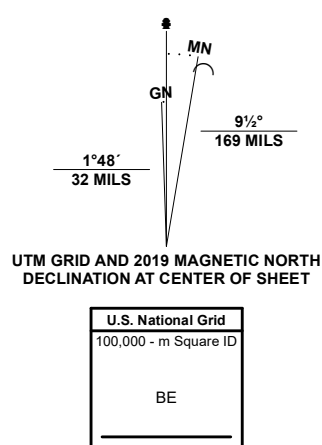 MN
GN
9½°
169 MILS
1°48´
32 MILS
UTM GRID AND 2019 MAGNETIC NORTH
DECLINATION AT CENTER OF SHEET
U.S. National Grid
100,000 - m Square ID
BE